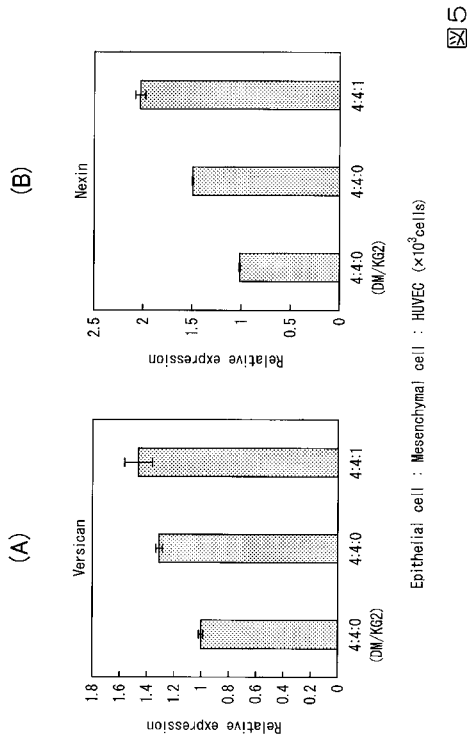 (A)
Versican
Relative expression
1.8
1.6
1.4
1.2
1
0.8
0.6
0.4
0.2
0
4:4:0
(DM/KG2)
4:4:0
4:4:1
(B)
Nexin
Relative expression
2.5
2
1.5
1
0.5
0
4:4:0
(DM/KG2)
4:4:0
4:4:1
Epithelial cell : Mesenchymal cell : HUVEC (×10³cells)
図5